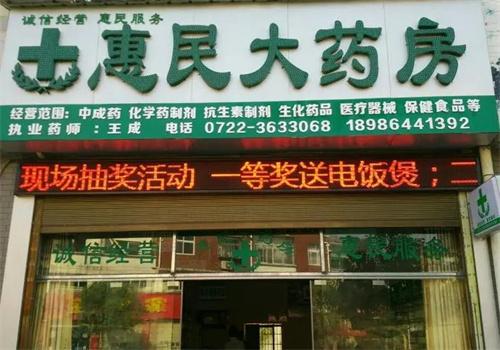 诚信经营 惠民服务
惠民大药房
经营范围: 中成药 化学药制剂 抗生素制剂 生化药品 医疗器械 保健食品等
执业药师: 王成 电话 0722-3633068 18986441392
现场抽奖活动 一等奖送电饭煲；二
诚信经营 惠民服务